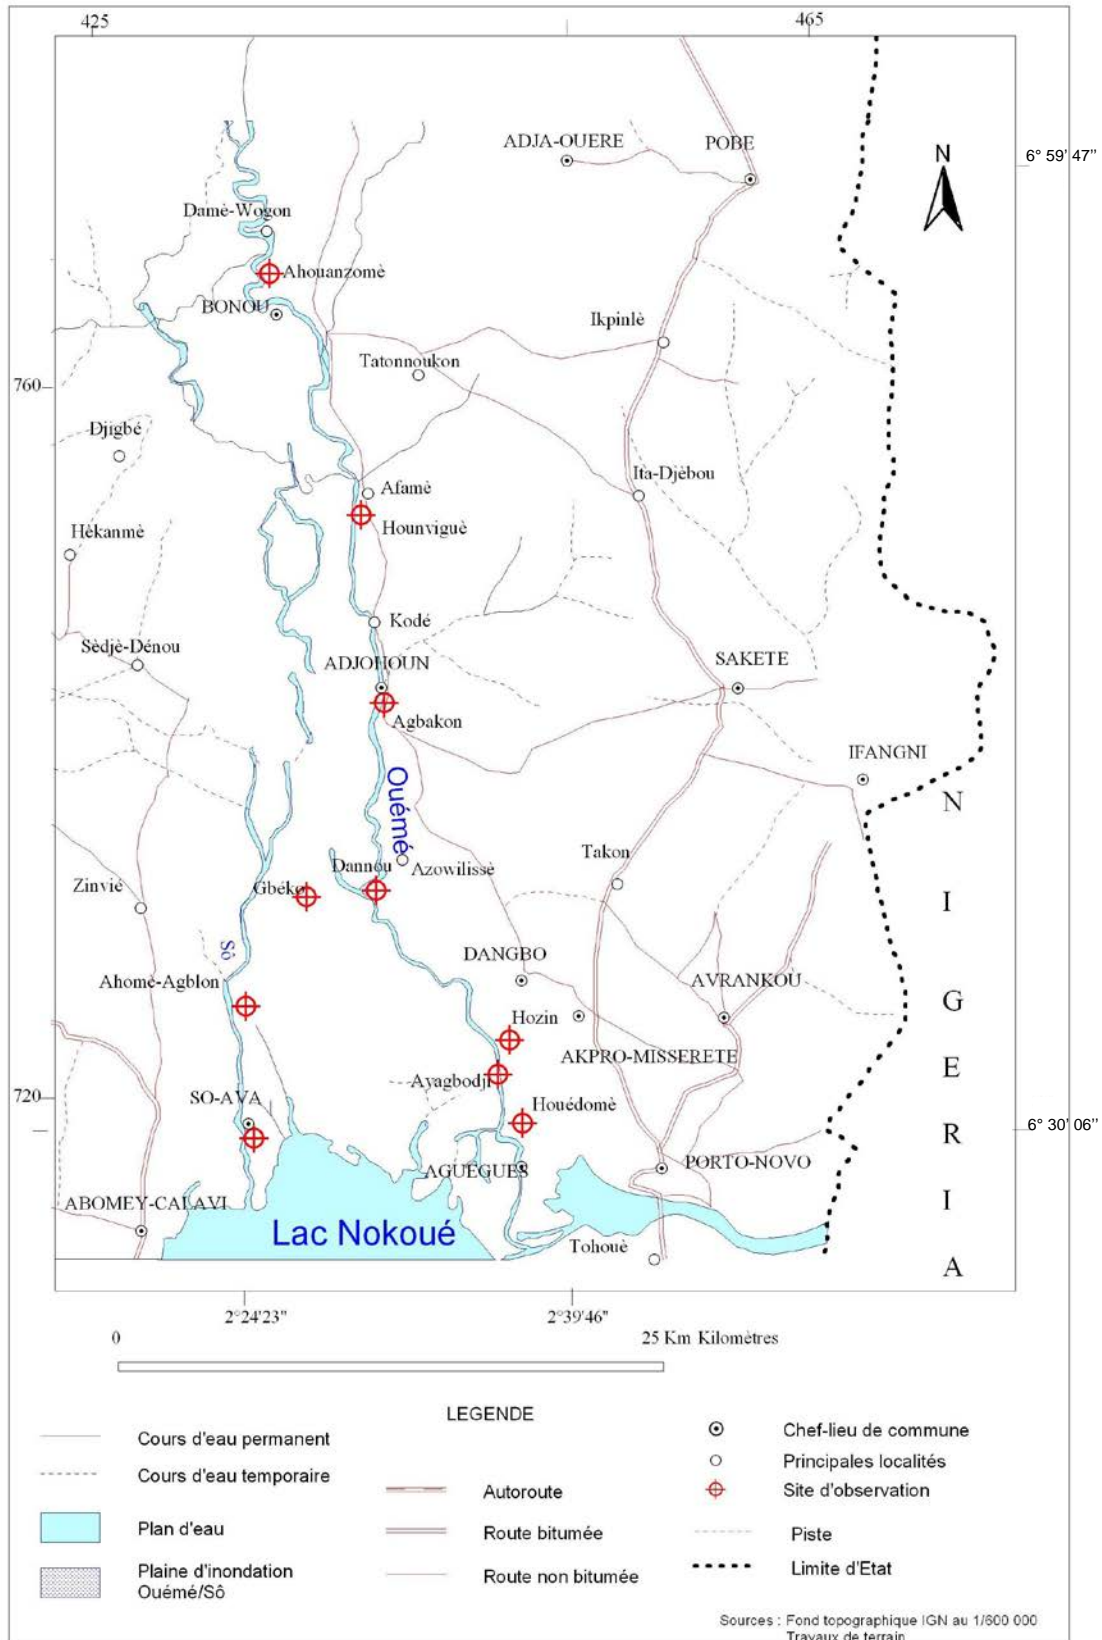 425
465
6° 59' 47''
ADJA-OUERE
POBE
N
Damè-Wogon
Ahouanzomè
BONOU
Ikpinlè
Tatonnoukon
760
Djigbé
Ita-Djèbou
Afamè
Hounviguè
Hêkanmè
Kodé
Sèdjè-Dénou
ADJOHOUN
SAKETE
Agbakon
IFANGNI
Ouémé
N
Takon
Dannou
Azowilissè
Zinvié
Gbéko
I
Sô
DANGBO
AVRANKOU
Ahomè-Agblon
G
Hozin
AKPRO-MISSERETE
E
Ayagbodji
SO-AVA
720
Houédomè
6° 30 06''
R
AGUEGUES
PORTO-NOVO
ABOMEY-CALAVI
I
Lac Nokoué
Tohouè
A
2°24'23"
2°39'46"
0
25 Km Kilomètres
LEGENDE
Cours d'eau permanent
Cours d'eau temporaire
Plan d'eau
Plaine d'inondation
Ouémé/Sô
Autoroute
Route bitumée
Route non bitumée
Chef-lieu de commune
Principales localités
Site d'observation
Piste
Limite d'Etat
Sources : Fond topographique IGN au 1/600 000
Travaux de terrain